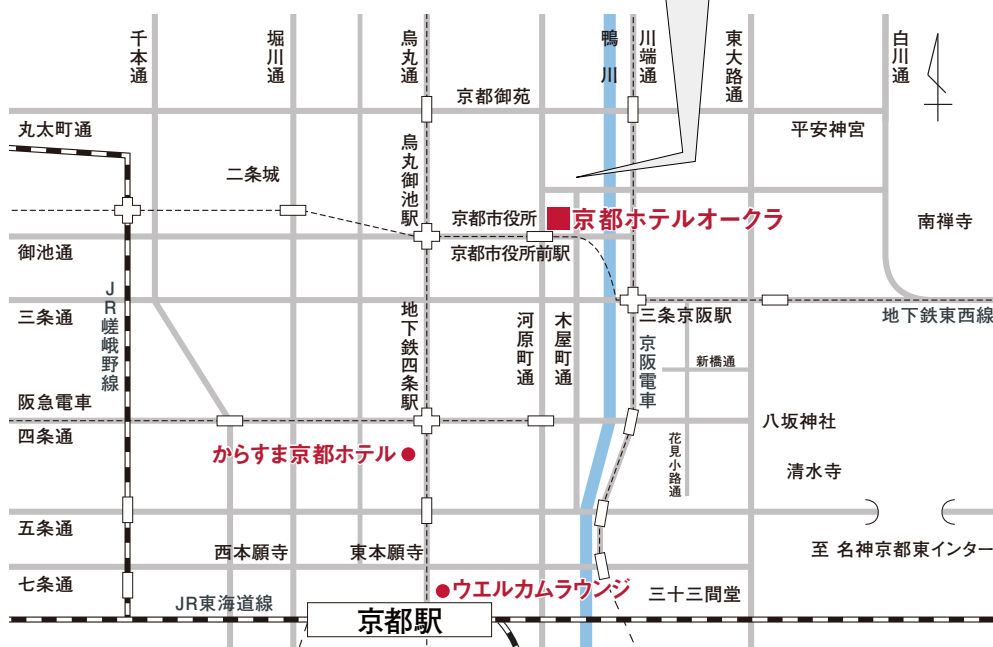 千本通
堀川通
烏丸通
鴨川
川端通
東大路通
白川通
京都御苑
丸太町通
平安神宮
烏丸御池駅
二条城
京都市役所
京都ホテルオークラ
南禅寺
御池通
京都市役所前駅
JR嵯峨野線
三条通
地下鉄四条駅
河原町通
木屋町通
三条京阪駅
地下鉄東西線
京阪電車
新橋通
阪急電車
四条通
八坂神社
花見小路通
からすま京都ホテル
清水寺
五条通
西本願寺
東本願寺
至 名神京都東インター
七条通
ウエルカムラウンジ
三十三間堂
JR東海道線
京都駅